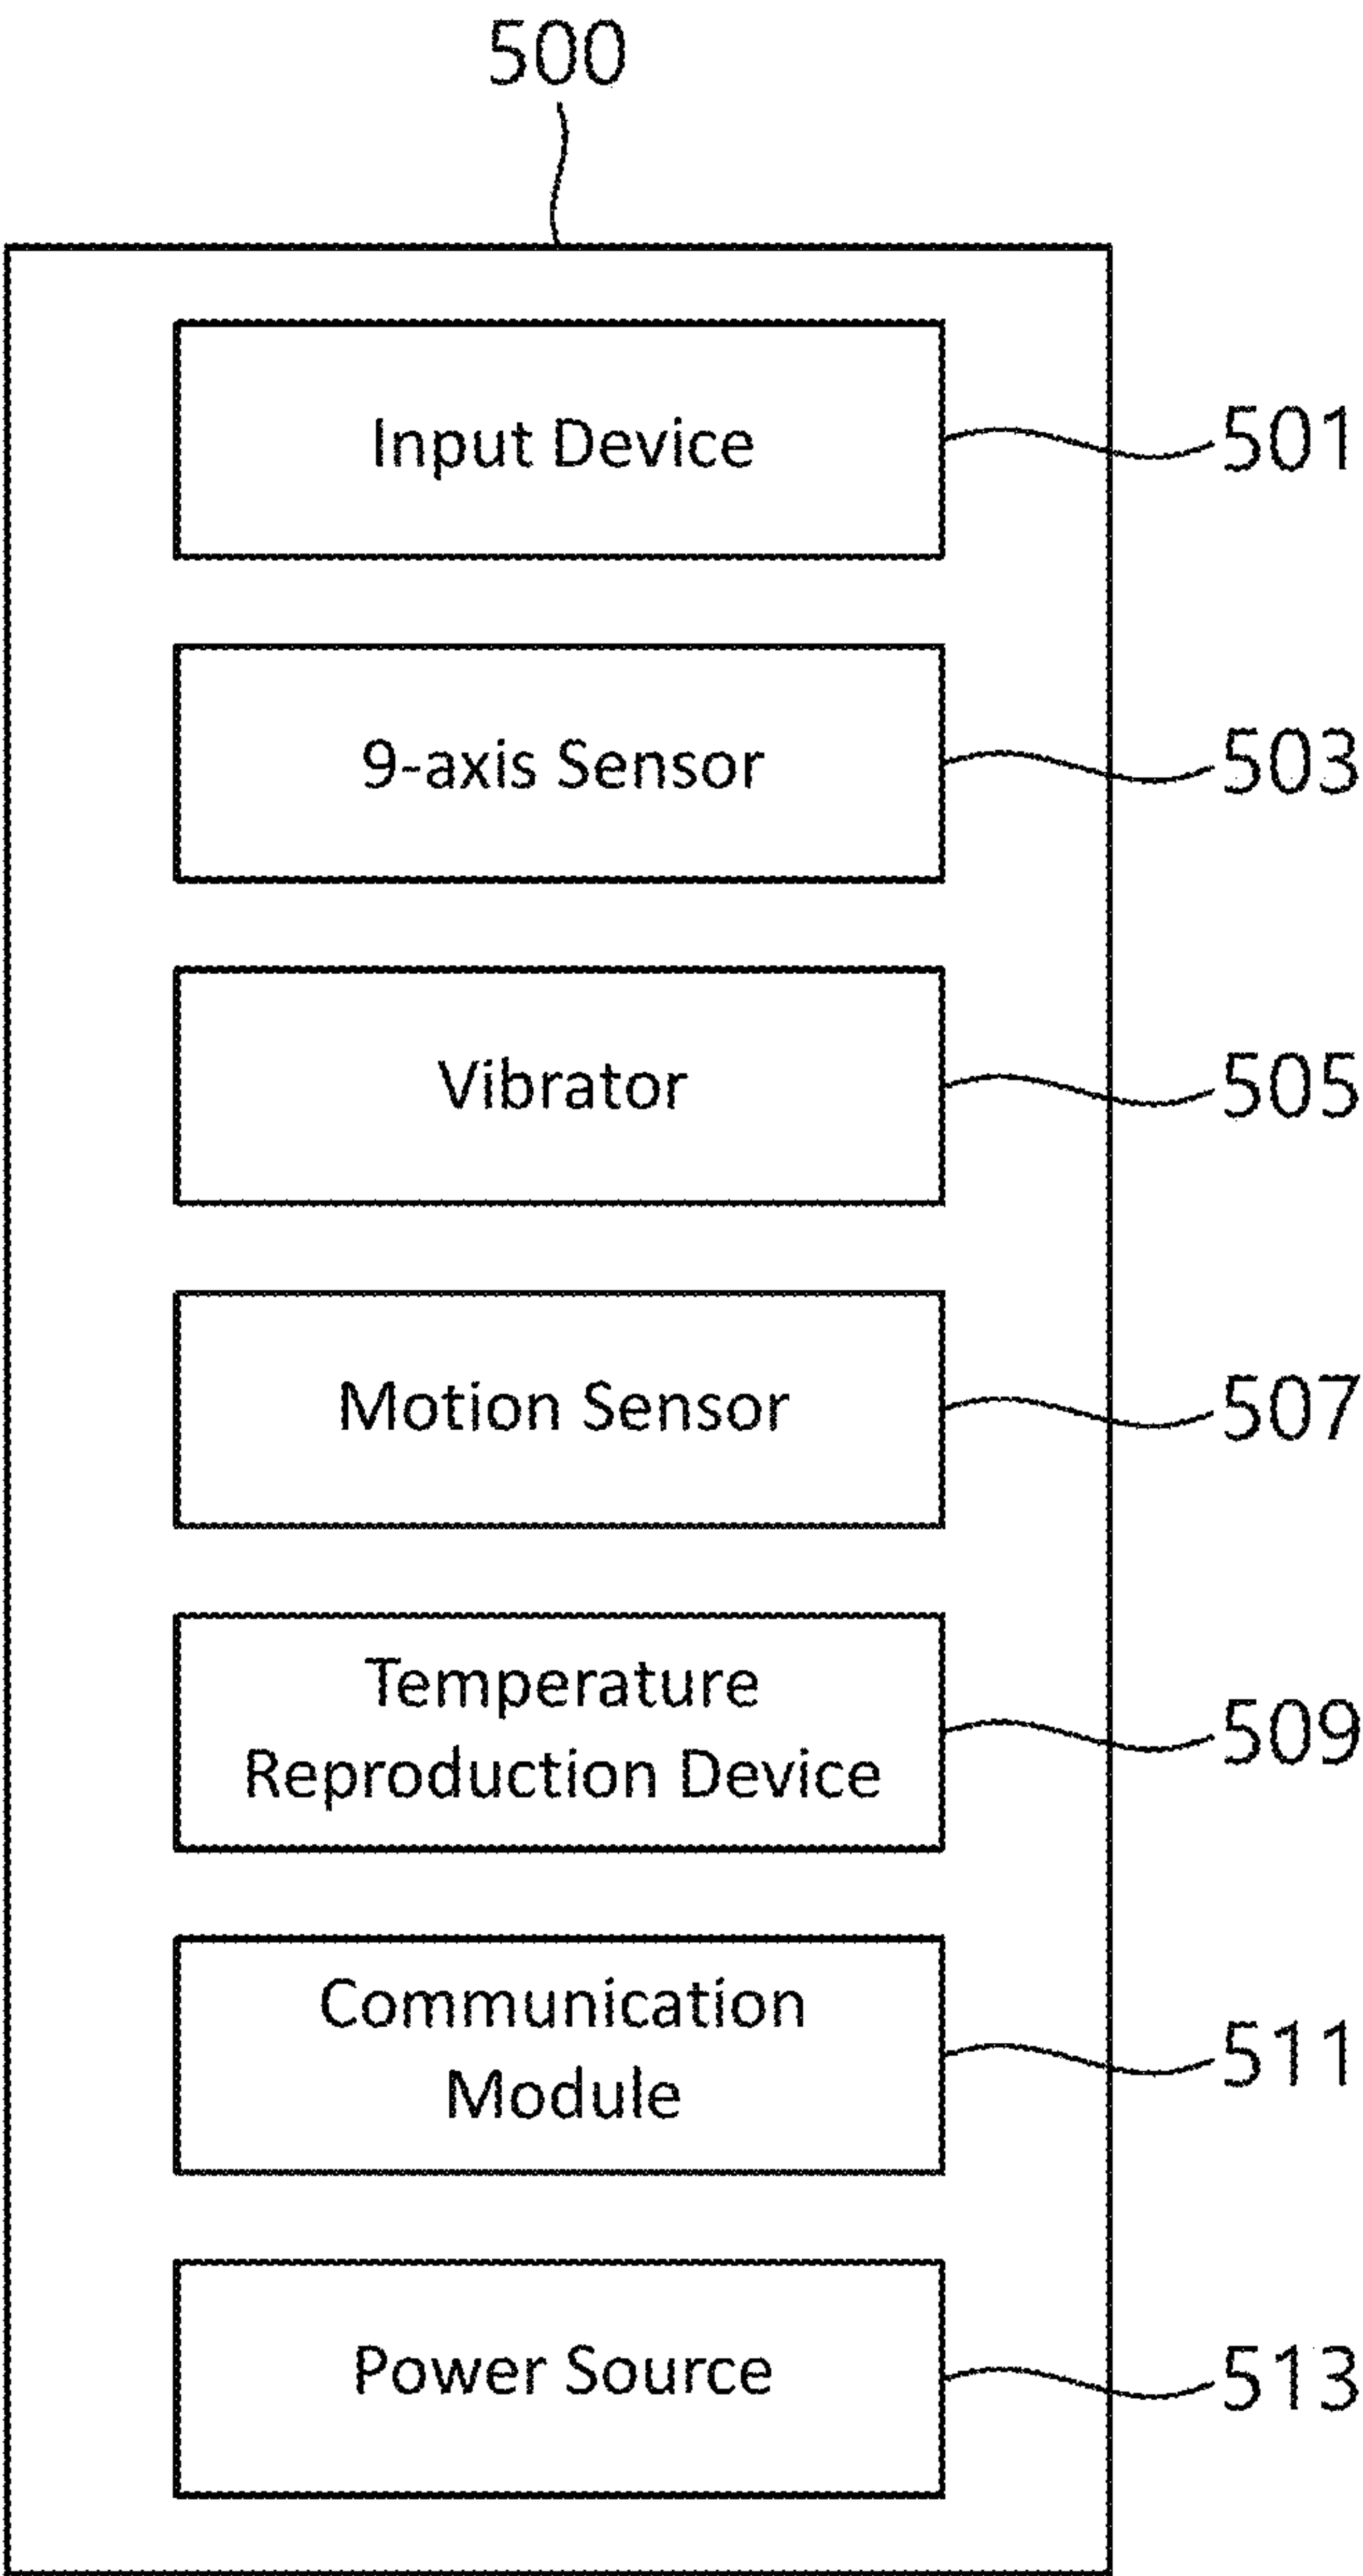 500
Input Device
501
9-axis Sensor
503
Vibrator
505
Motion Sensor
507
Temperature
Reproduction Device
509
Communication
Module
511
Power Source
513